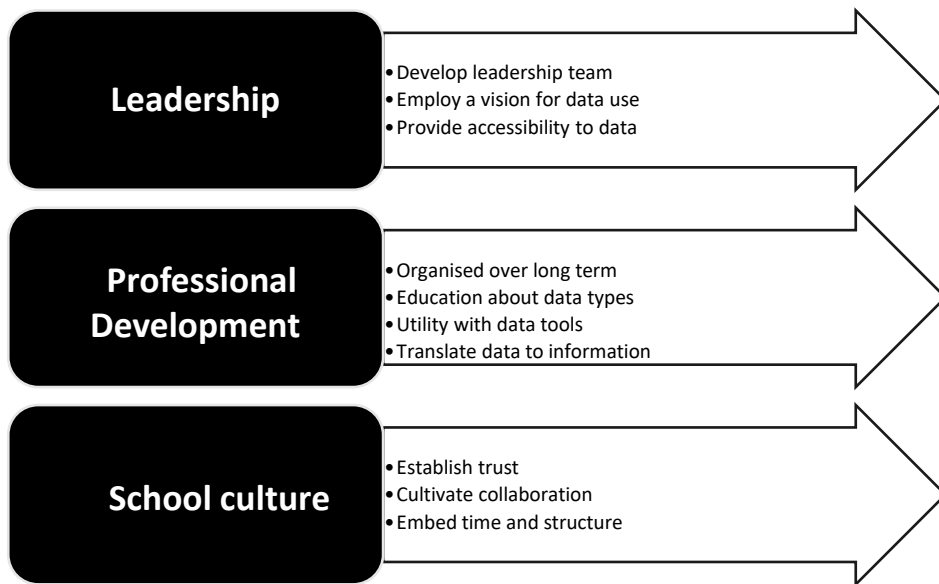 Leadership
•Develop leadership team
•Employ a vision for data use
•Provide accessibility to data
Professional
Development
•Organised over long term
•Education about data types
•Utility with data tools
•Translate data to information
School culture
•Establish trust
•Cultivate collaboration
•Embed time and structure